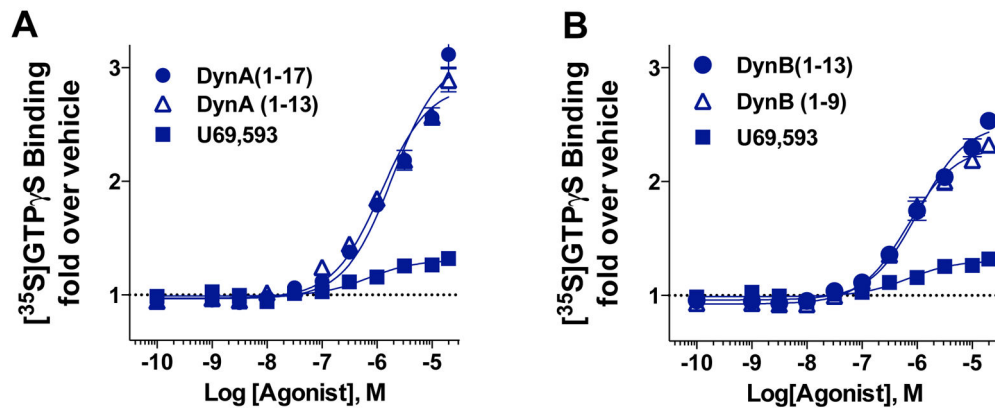 A
[³⁵S]GTPγS Binding
fold over vehicle
3
2
1
DynA(1-17)
DynA (1-13)
U69,593
-10
-9
-8
-7
-6
-5
Log [Agonist], M
B
[³⁵S]GTPγS Binding
fold over vehicle
3
2
1
DynB(1-13)
DynB (1-9)
U69,593
-10
-9
-8
-7
-6
-5
Log[Agonist], M